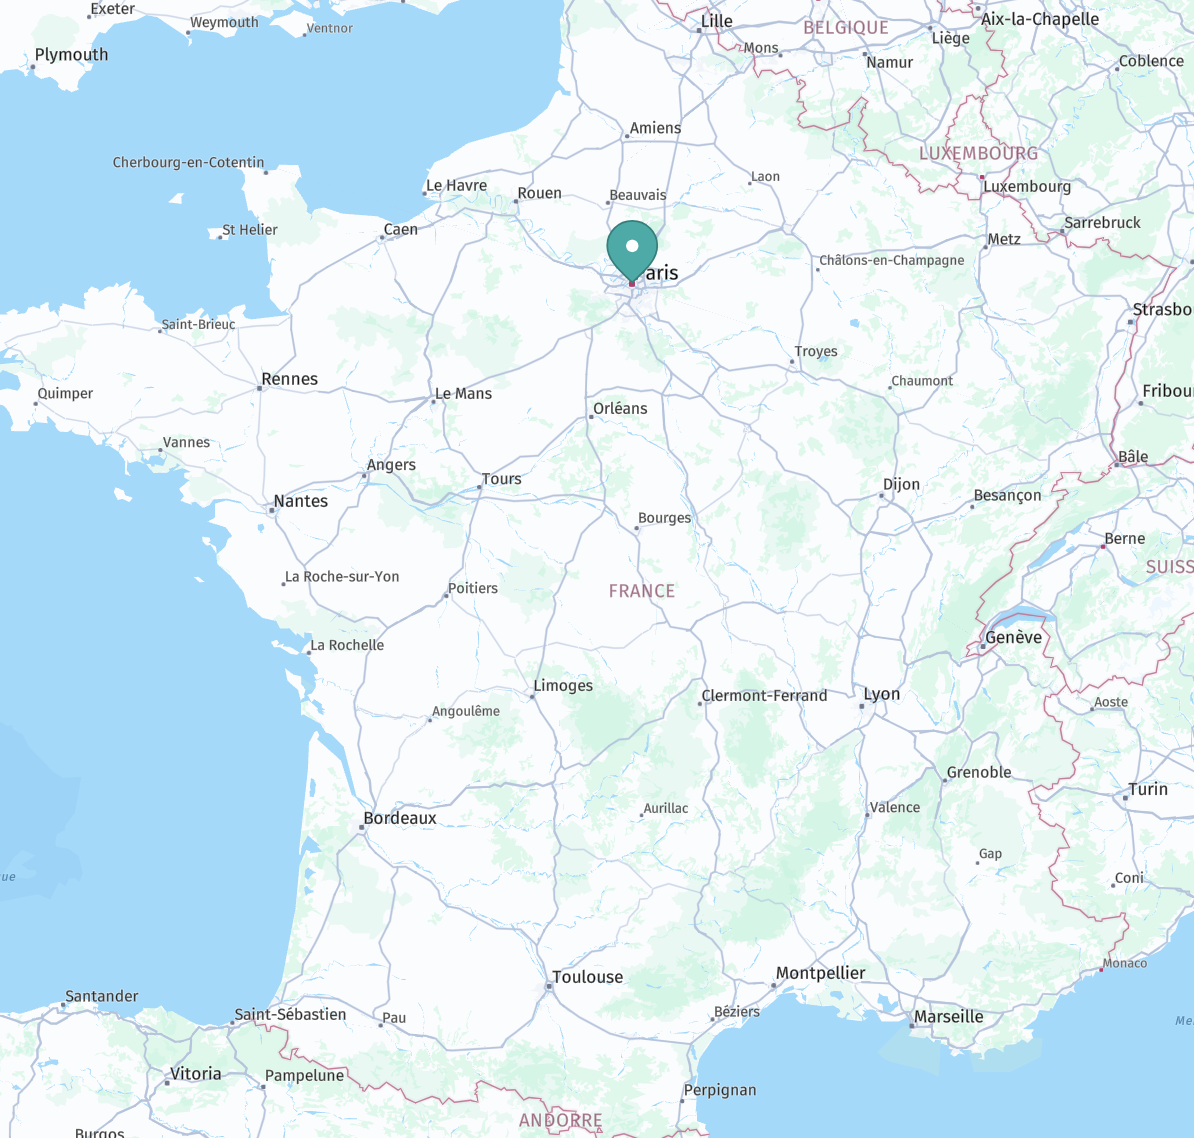 Exeter
Weymouth
Ventnor
Plymouth
Lille
BELGIQUE
Aix-la-Chapelle
Liège
Mons
Namur
Coblence
Amiens
Cherbourg-en-Cotentin
LUXEMBOURG
Laon
Le Havre
Rouen
Beauvais
Luxembourg
St Helier
Caen
Sarrebruck
Metz
Châlons-en-Champagne
aris
Saint-Brieuc
Strasbo
Troyes
Rennes
Chaumont
Quimper
Le Mans
Fribou
Orléans
Vannes
Bâle
Angers
Tours
Dijon
Besançon
Nantes
Bourges
Berne
SUISS
La Roche-sur-Yon
Poitiers
FRANCE
Genève
La Rochelle
Limoges
Clermont-Ferrand
Lyon
Aoste
Angoulême
Grenoble
Turin
Aurillac
Valence
Bordeaux
Gap
ue
Coni
Monaco
Toulouse
Montpellier
Santander
Saint-Sébastien
Pau
Béziers
Marseille
Me
Vitoria
Pampelune
Perpignan
ANDORRE
Burgos